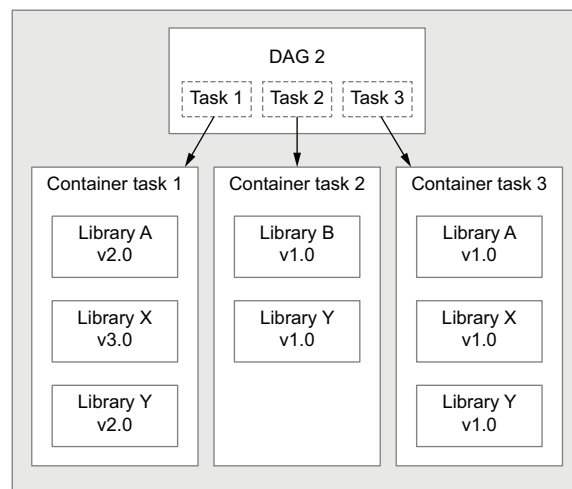 DAG 2
Task 1 Task 2 Task 3
Container task 1
Library A
v2.0
Library X
v3.0
Library Y
v2.0
Container task 2
Library B
v1.0
Library Y
v1.0
Container task 3
Library A
v1.0
Library X
v1.0
Library Y
v1.0